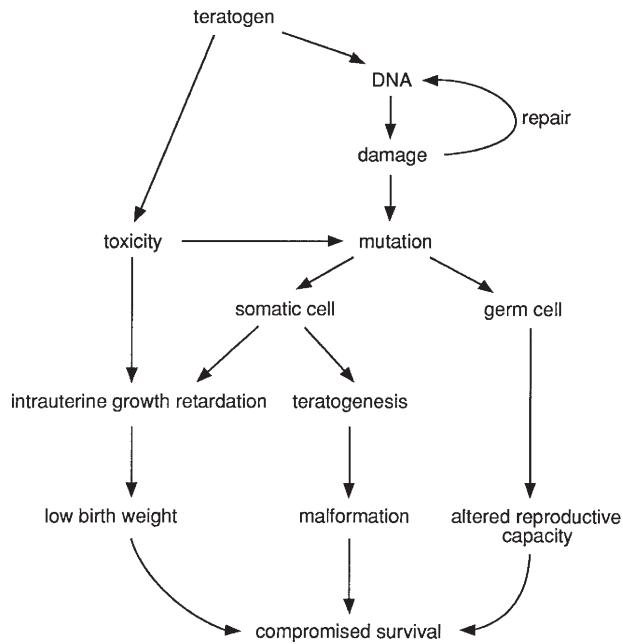 teratogen
DNA
repair
damage
toxicity
mutation
somatic cell
germ cell
intrauterine growth retardation
teratogenesis
low birth weight
malformation
altered reproductive
capacity
compromised survival